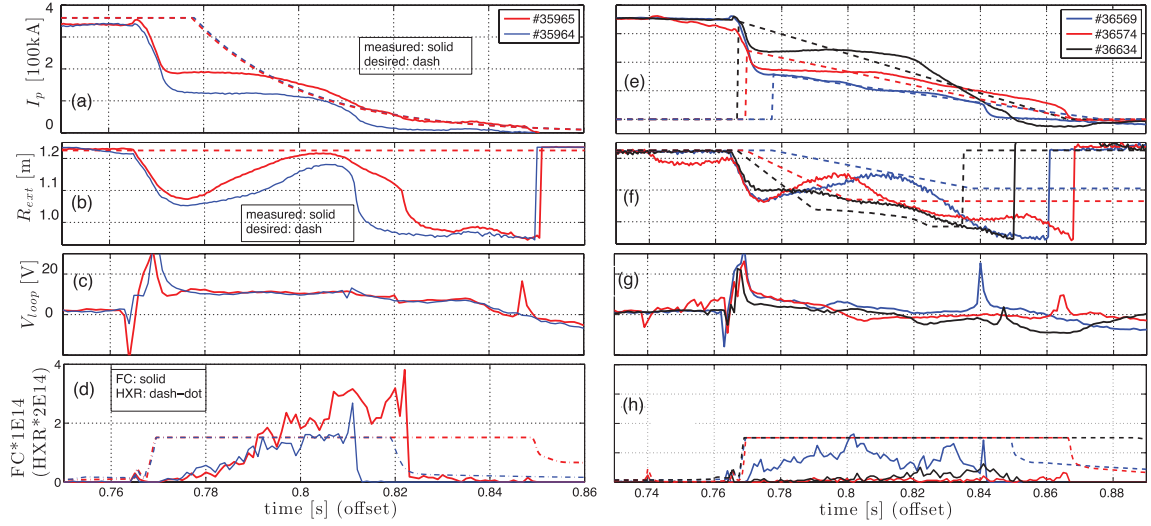 4
2
0
I_p [100kA]
#35965
#35964
measured: solid
desired: dash
(a)
1.2
1.1
1.0
R_ext [m]
measured: solid
desired: dash
(b)
20
0
V_loop [V]
(c)
4
2
0
FC*1E14
(HXR*2E14)
FC: solid
HXR: dash-dot
(d)
0.76 0.78 0.8 0.82 0.84 0.86
time [s] (offset)
#36569
#36574
#36634
(e)
(f)
(g)
(h)
0.74 0.76 0.78 0.8 0.82 0.84 0.86 0.88
time [s] (offset)